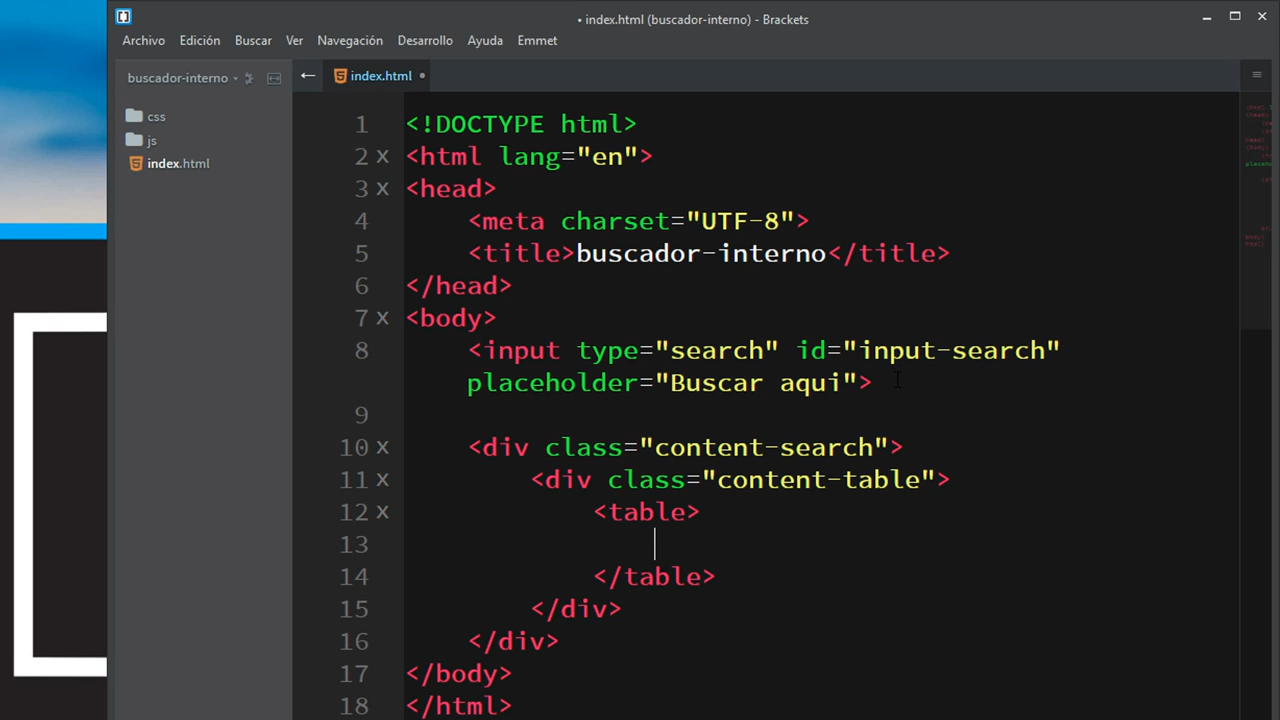 • index.html (buscador-interno) - Brackets
Archivo Edición Buscar Ver Navegación Desarrollo Ayuda Emmet
buscador-interno
index.html •
css
js
index.html
1 <!DOCTYPE html>
2 x <html lang="en">
3 x <head>
4 <meta charset="UTF-8">
5 <title>buscador-interno</title>
6 </head>
7 x <body>
8 <input type="search" id="input-search"
placeholder="Buscar aqui">
9
10 x <div class="content-search">
11 x <div class="content-table">
12 x <table>
13
14 </table>
15 </div>
16 </div>
17 </body>
18 </html>